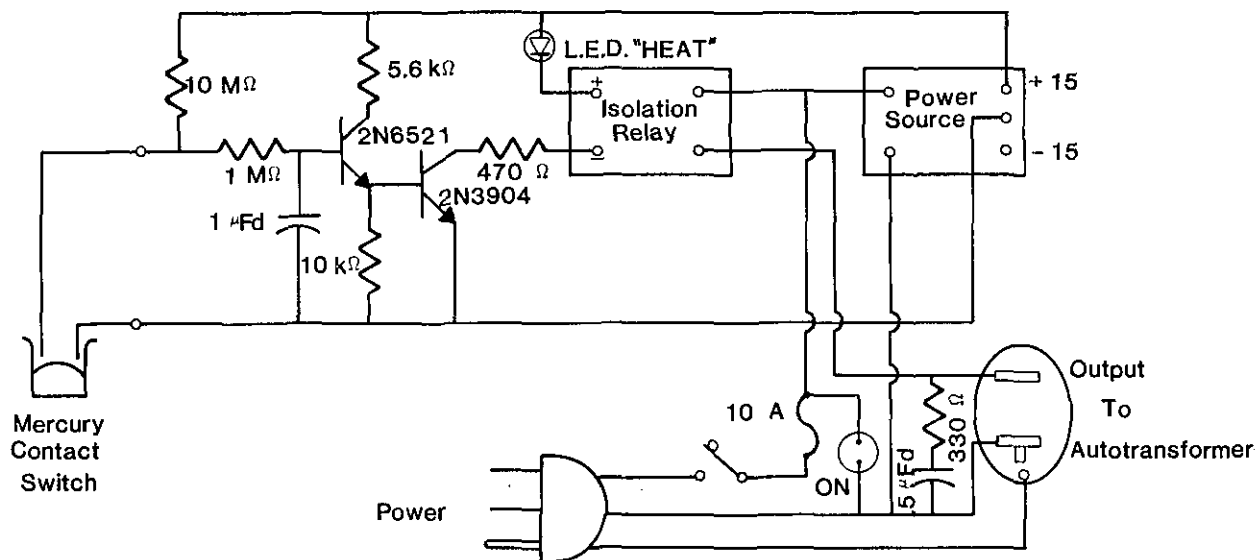 L.E.D. "HEAT"
10 MΩ
5.6 kΩ
+
Isolation
Relay
-
Power
Source
+ 15
- 15
2N6521
1 MΩ
470 Ω
2N3904
1 μFd
10 kΩ
Mercury
Contact
Switch
10 A
ON
330 Ω
.5 μFd
Output
To
Autotransformer
Power